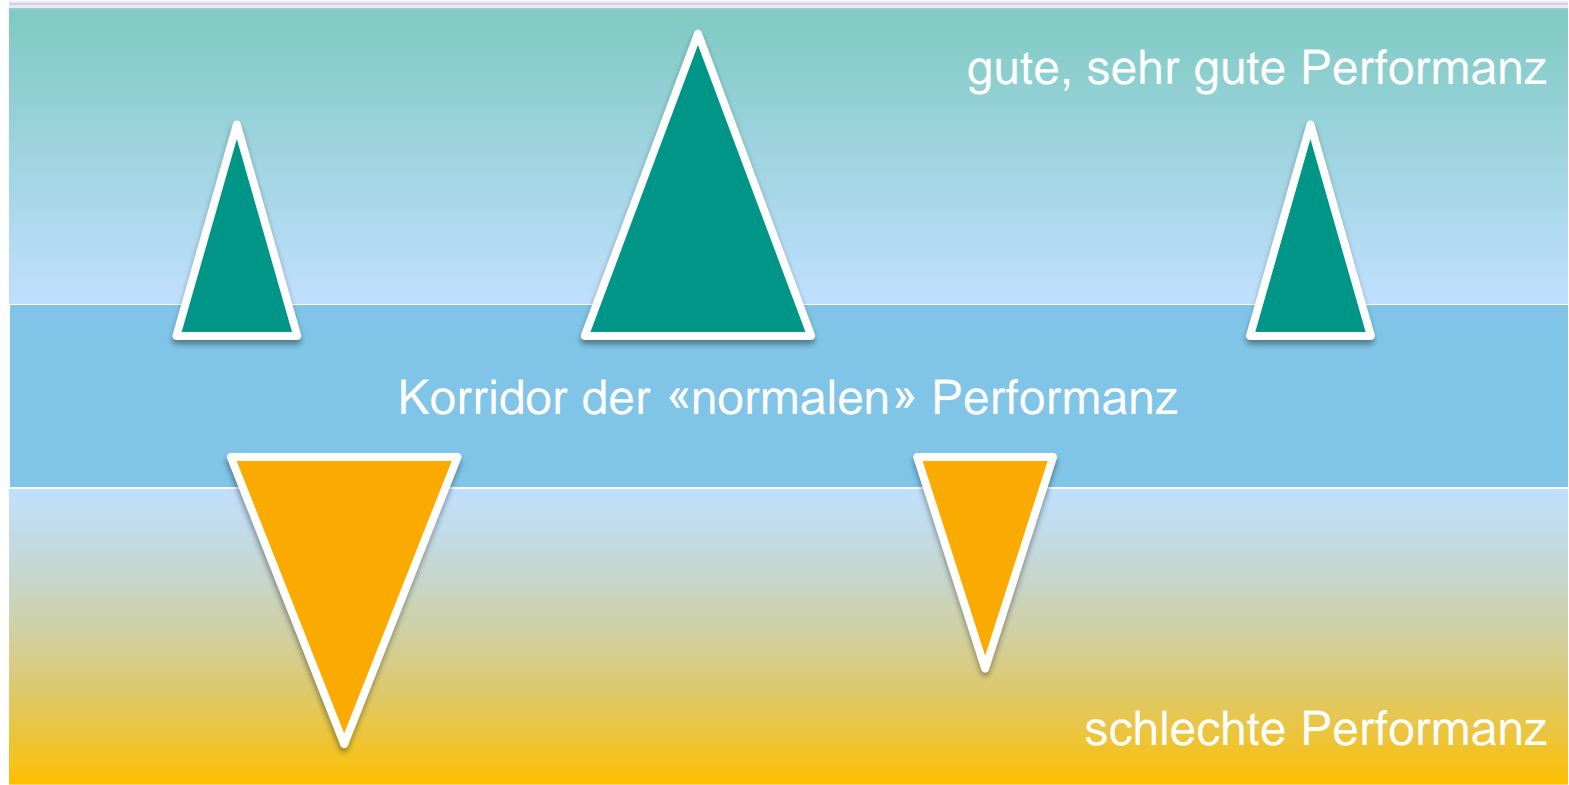 gute, sehr gute Performanz
Korridor der «normalen» Performanz
schlechte Performanz